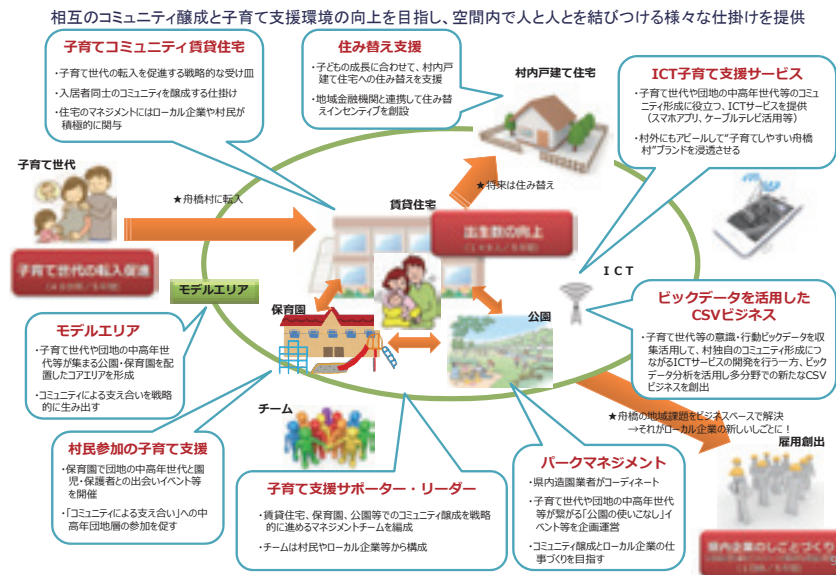 相互のコミュニティ醸成と子育て支援環境の向上を目指し、空間内で人と人とを結びつける様々な仕掛けを提供
子育てコミュニティ賃貸住宅
・子育て世代の転入を促進する戦略的な受け皿
・入居者同士のコミュニティを醸成する仕掛け
・住宅のマネジメントにはローカル企業や村民が
積極的に関与
住み替え支援
・子どもの成長に合わせて、村内戸
建て住宅への住み替えを支援
・地域金融機関と連携して住み替
えインセンティブを創設
村内戸建て住宅
ICT子育て支援サービス
・子育て世代や団地の中高年世代等のコミュ
ニティ形成に役立つ、ICTサービスを提供
（スマホアプリ、ケーブルテレビ活用等）
・村外にもアピールして“子育てしやすい舟橋
村”ブランドを浸透させる
子育て世代
★舟橋村に転入
子育て世代の転入促進
賃貸住宅
★将来は住み替え
出生数の向上
モデルエリア
ＩＣＴ
保育園
公園
モデルエリア
・子育て世代や団地の中高年世
代等が集まる公園・保育園を配
置したコアエリアを形成
・コミュニティによる支え合いを戦略
的に生み出す
ビックデータを活用した
CSVビジネス
・子育て世代等の意識・行動ビックデータを収
集活用して、村独自のコミュニティ形成につ
ながるICTサービスの開発を行う一方、ビック
データ分析を活用し多分野での新たなCSV
ビジネスを創出
チーム
★舟橋の地域課題をビジネスベースで解決
→それがローカル企業の新しいしごとに！
雇用創出
県内企業のしごとづくり
村民参加の子育て支援
・保育園で団地の中高年世代と園
児・保護者との出会いイベント等
を開催
・「コミュニティによる支え合い」への中
高年団地層の参加を促す
子育て支援サポーター・リーダー
・賃貸住宅、保育園、公園等でのコミュニティ醸成を戦略
的に進めるマネジメントチームを編成
・チームは村民やローカル企業等から構成
パークマネジメント
・県内造園業者がコーディネート
・子育て世代や団地の中高年世代
等が繋がる「公園の使いこなし」イ
ベント等を企画運営
・コミュニティ醸成とローカル企業の仕
事づくりを目指す